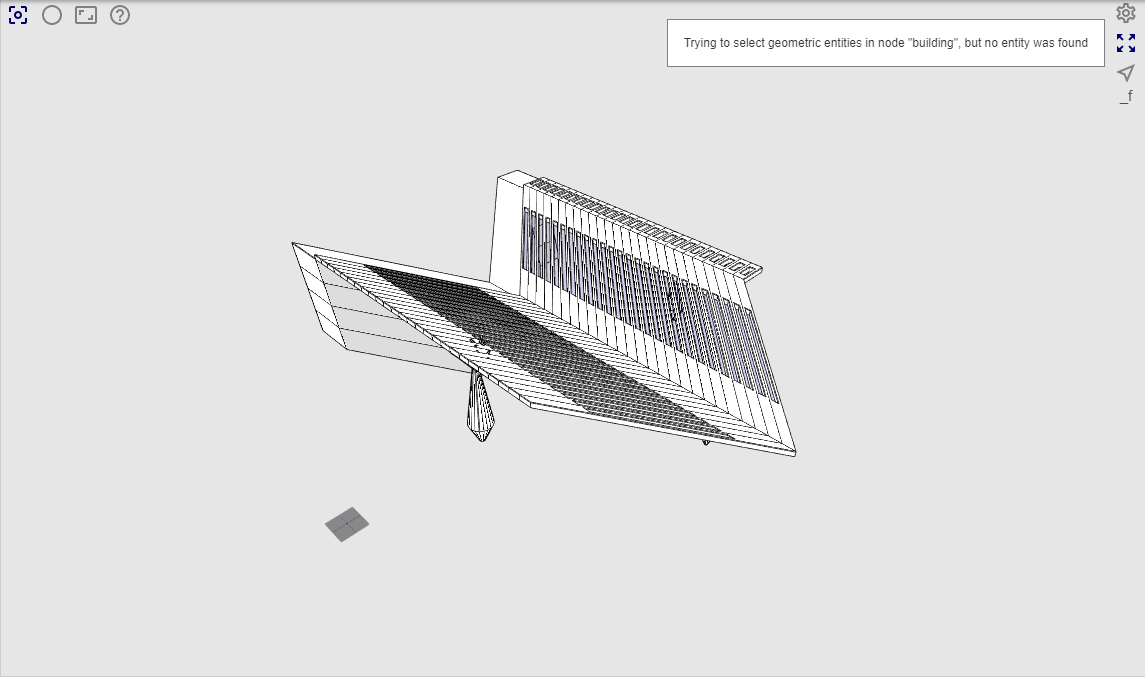 Trying to select geometric entities in node "building", but no entity was found
_f